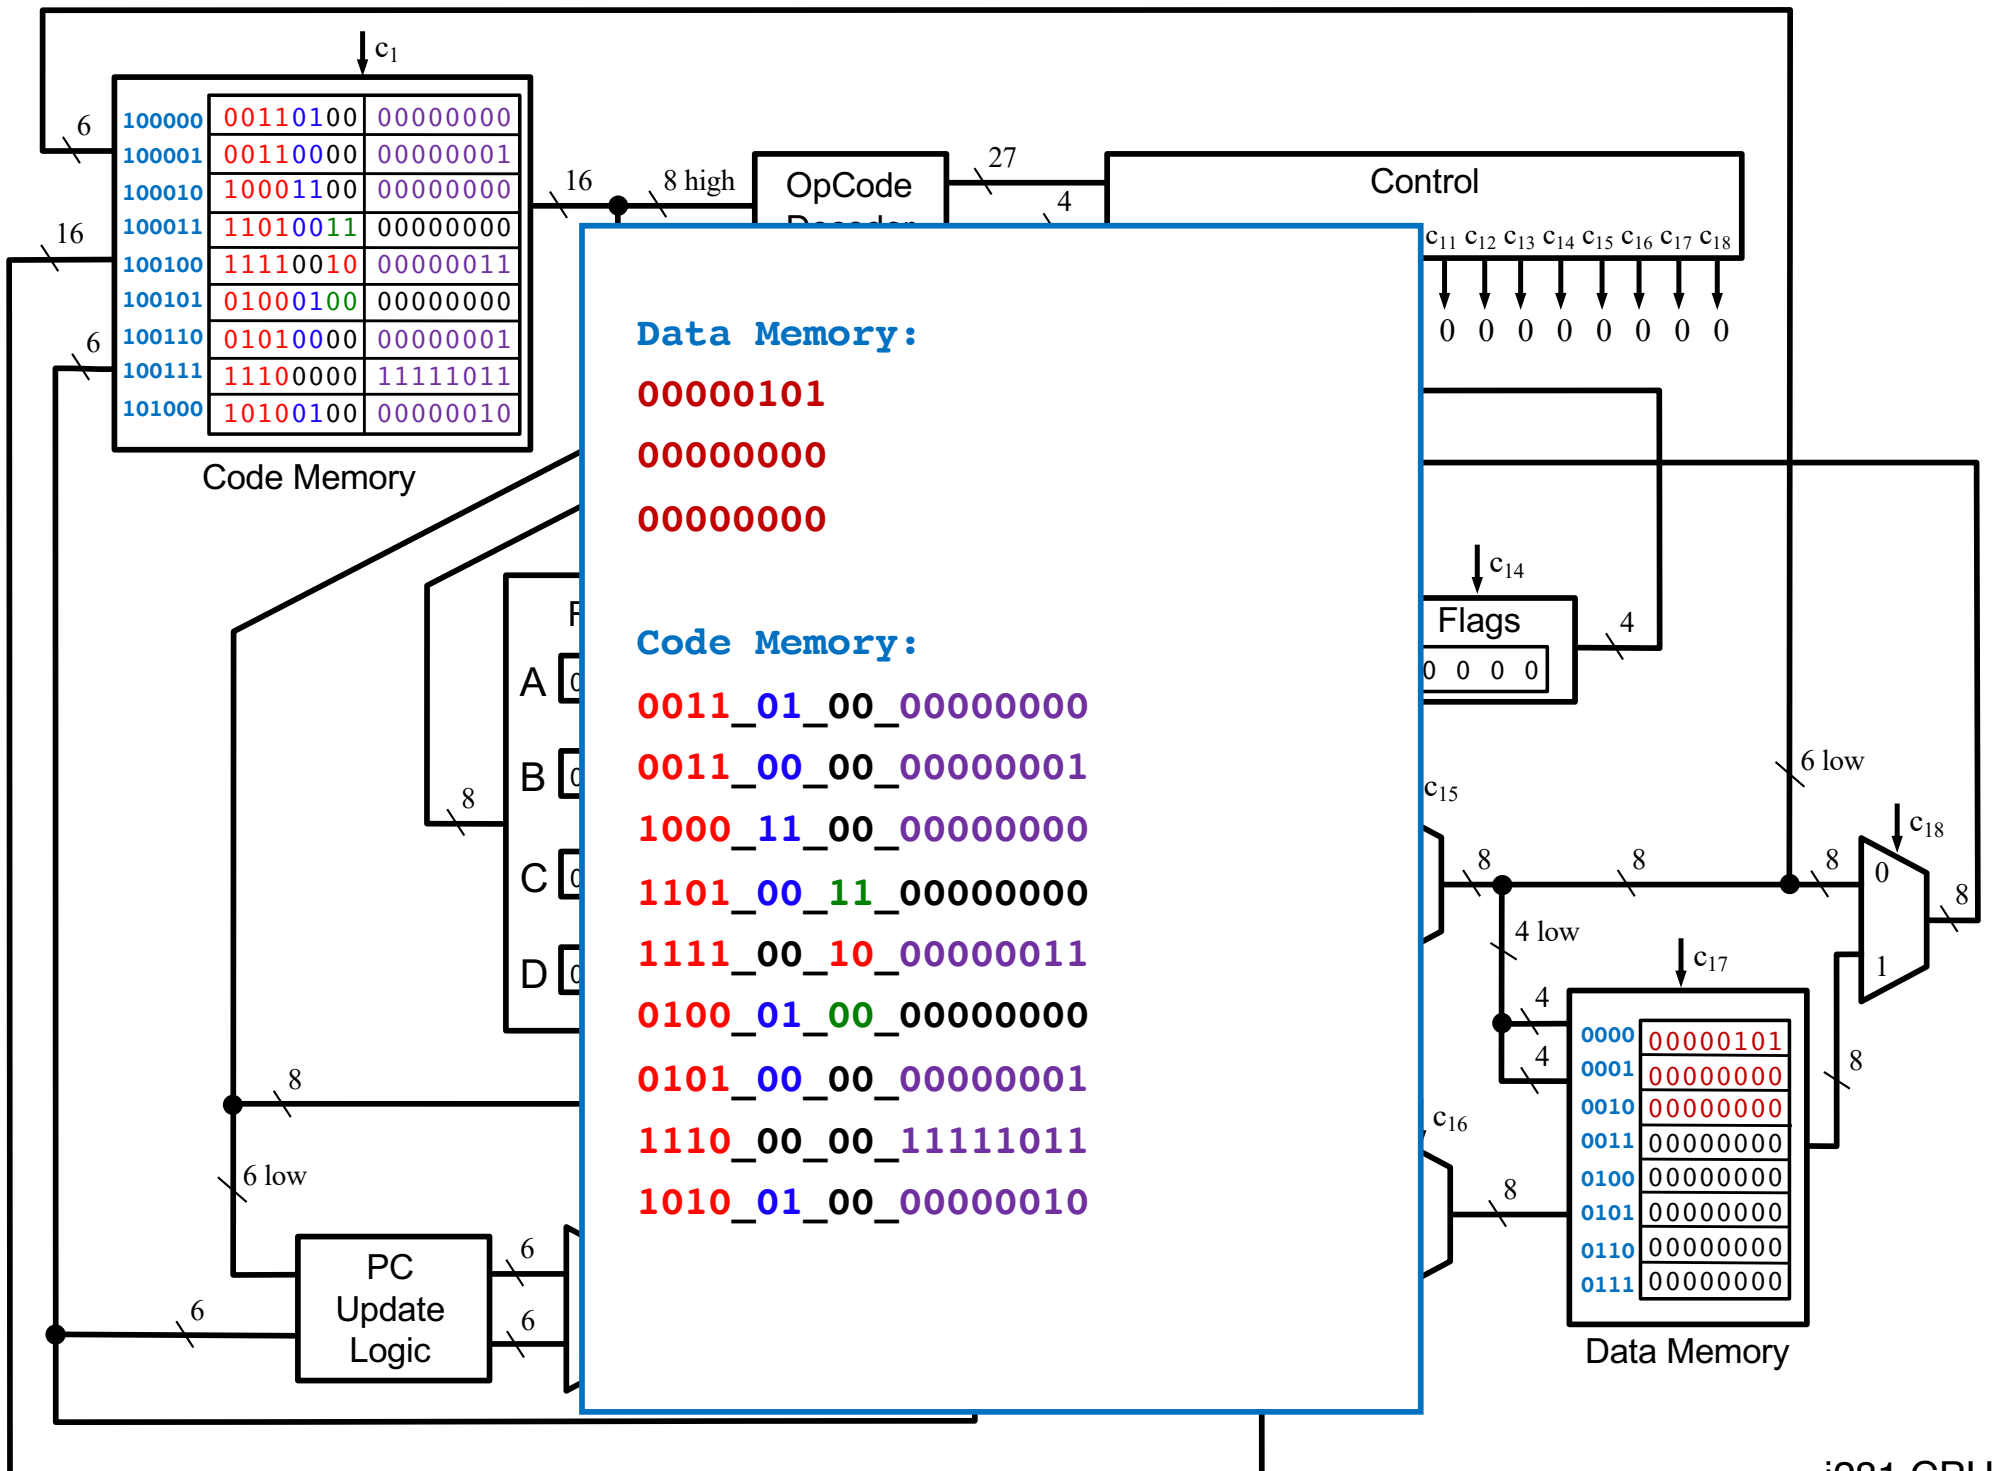 c1
6
16
6
100000 00110100 00000000
100001 00110000 00000001
100010 10001100 00000000
100011 11010011 00000000
100100 11110010 00000011
100101 01000100 00000000
100110 01010000 00000001
100111 11100000 11111011
101000 10100100 00000010
Code Memory
16
8 high
OpCode
Decoder
27
4
Control
c11 c12 c13 c14 c15 c16 c17 c18
0 0 0 0 0 0 0 0
Data Memory:
00000101
00000000
00000000
Code Memory:
0011_01_00_00000000
0011_00_00_00000001
1000_11_00_00000000
1101_00_11_00000000
1111_00_10_00000011
0100_01_00_00000000
0101_00_00_00000001
1110_00_00_11111011
1010_01_00_00000010
A
B
C
D
8
8
6 low
6
PC
Update
Logic
6
6
c14
Flags
0 0 0 0
4
6 low
c15
8
8
8
c18
0
1
8
4 low
c17
4
4
8
c16
8
0000 00000101
0001 00000000
0010 00000000
0011 00000000
0100 00000000
0101 00000000
0110 00000000
0111 00000000
Data Memory
i281 CPU